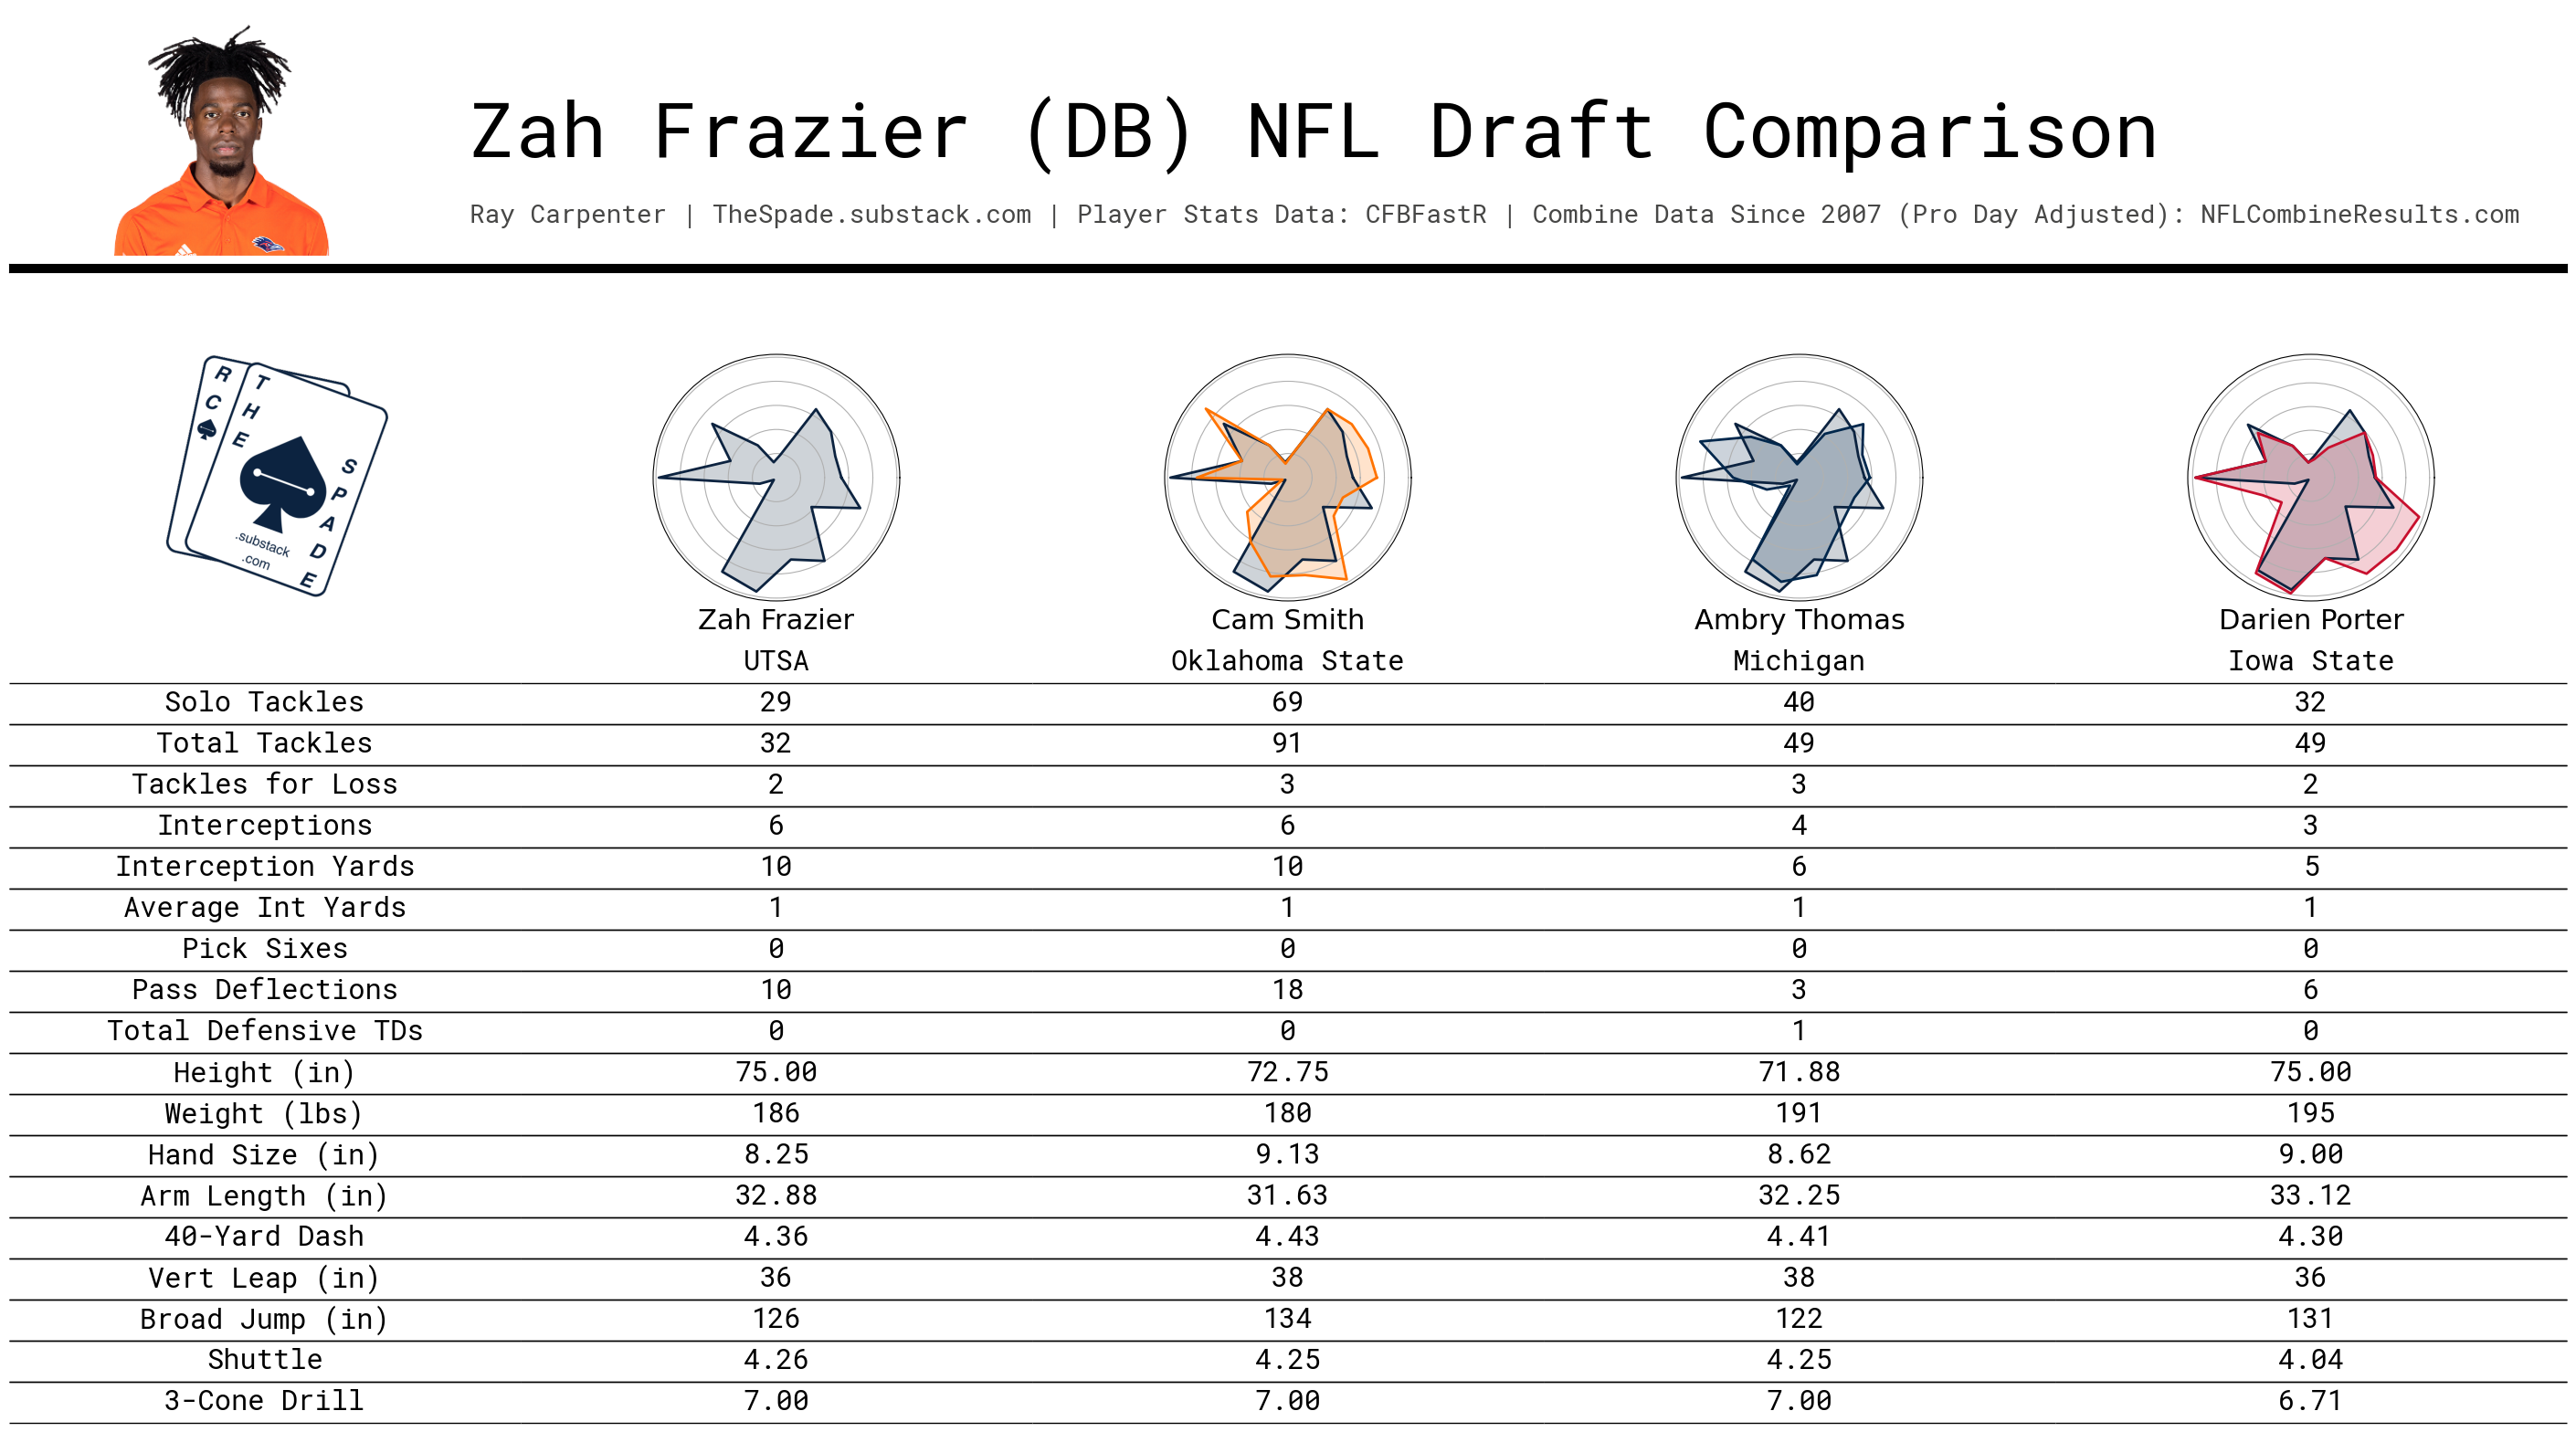 Zah Frazier (DB) NFL Draft Comparison
Ray Carpenter | TheSpade.substack.com | Player Stats Data: CFBFastR | Combine Data Since 2007 (Pro Day Adjusted): NFLCombineResults.com
R C
THE SPADE
.substack
.com
Zah Frazier Cam Smith Ambry Thomas Darien Porter
UTSA Oklahoma State Michigan Iowa State
Solo Tackles 29 69 40 32
Total Tackles 32 91 49 49
Tackles for Loss 2 3 3 2
Interceptions 6 6 4 3
Interception Yards 10 10 6 5
Average Int Yards 1 1 1 1
Pick Sixes 0 0 0 0
Pass Deflections 10 18 3 6
Total Defensive TDs 0 0 1 0
Height (in) 75.00 72.75 71.88 75.00
Weight (lbs) 186 180 191 195
Hand Size (in) 8.25 9.13 8.62 9.00
Arm Length (in) 32.88 31.63 32.25 33.12
40-Yard Dash 4.36 4.43 4.41 4.30
Vert Leap (in) 36 38 38 36
Broad Jump (in) 126 134 122 131
Shuttle 4.26 4.25 4.25 4.04
3-Cone Drill 7.00 7.00 7.00 6.71